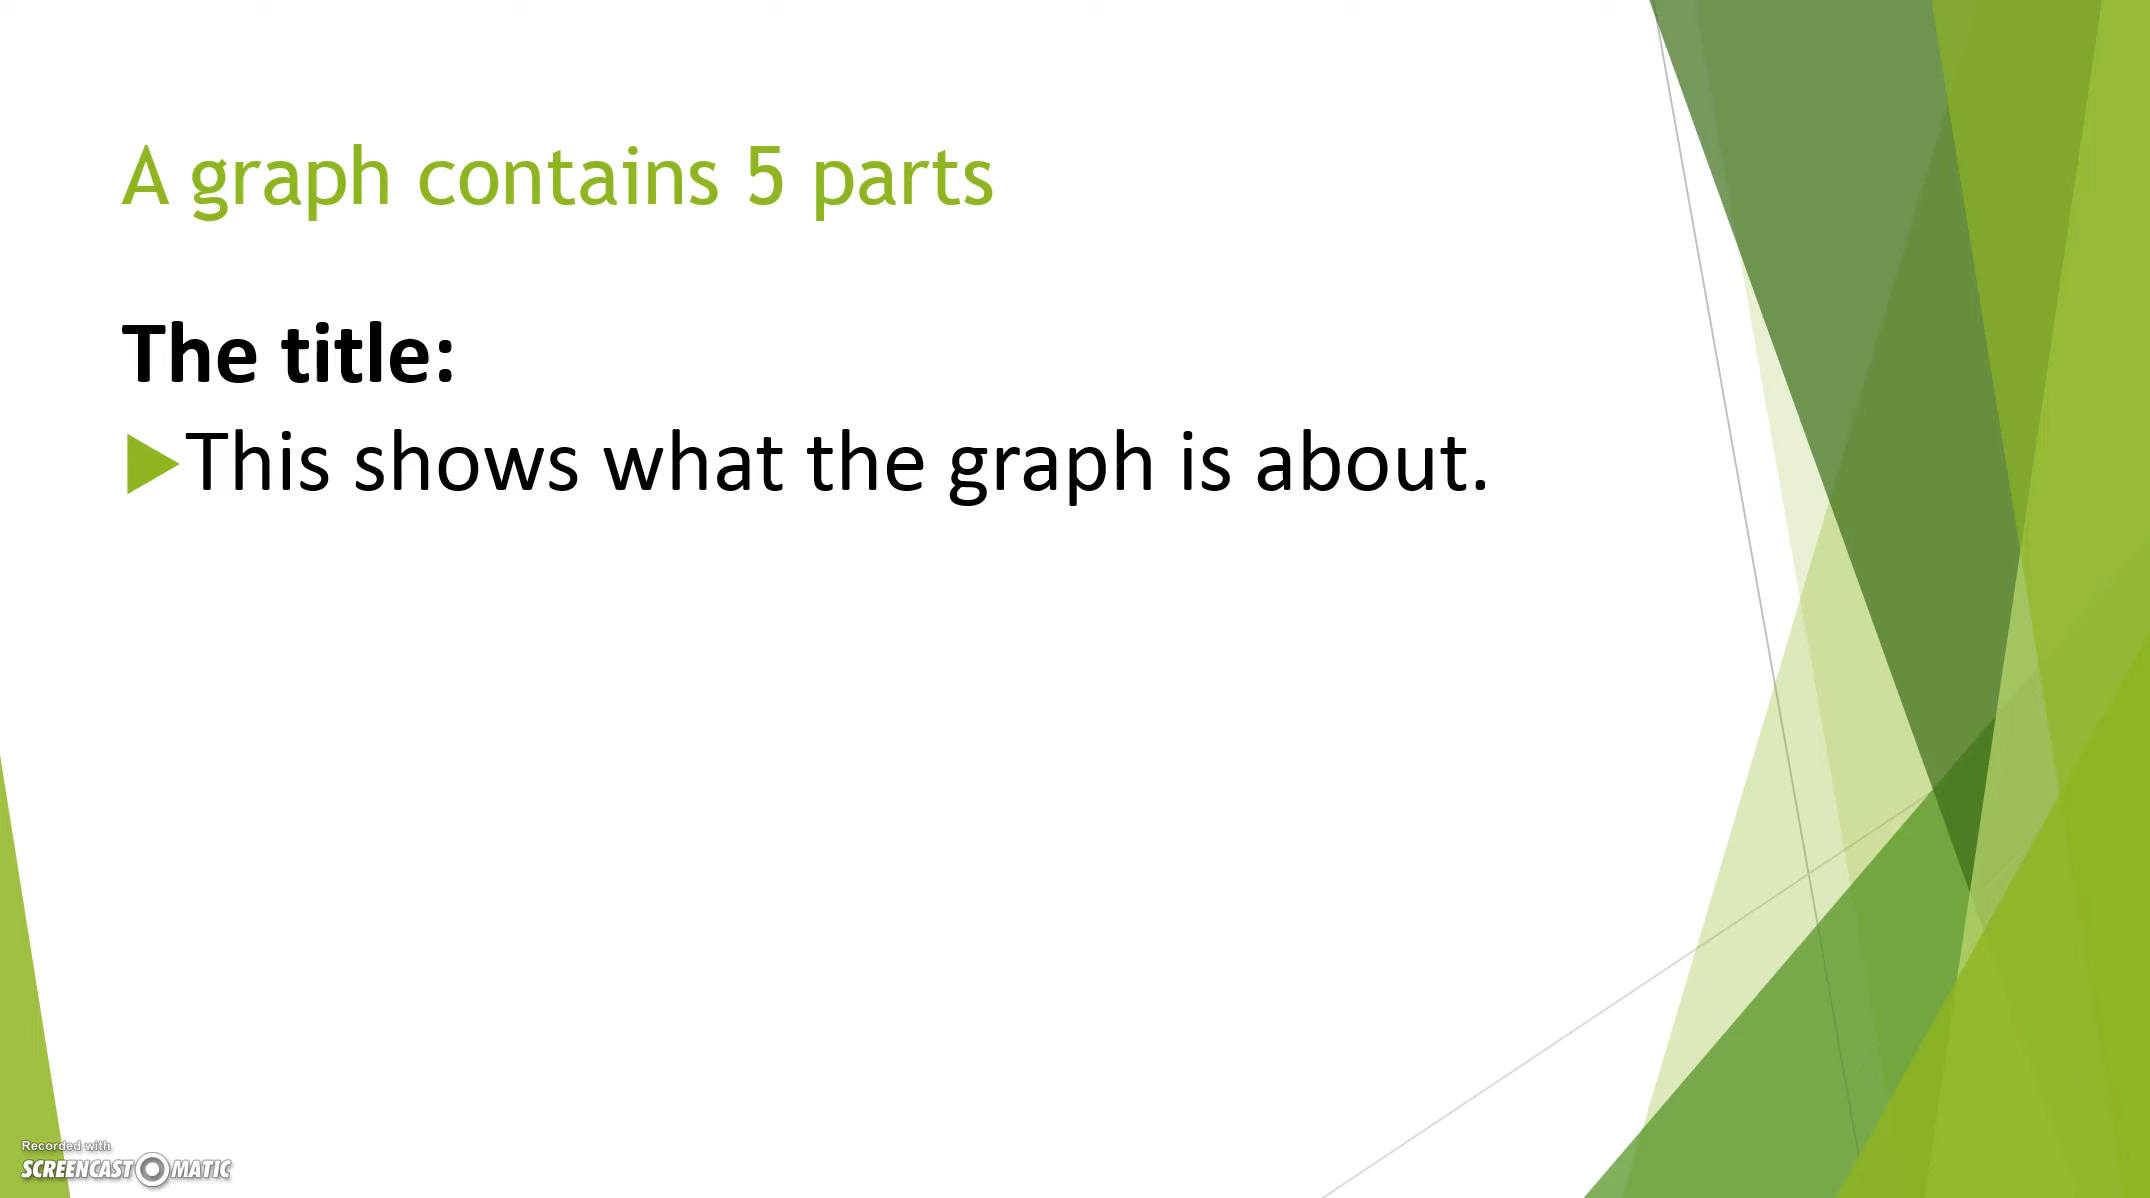 A graph contains 5 parts
The title:
This shows what the graph is about.
Recorded with
SCREENCAST MATIC